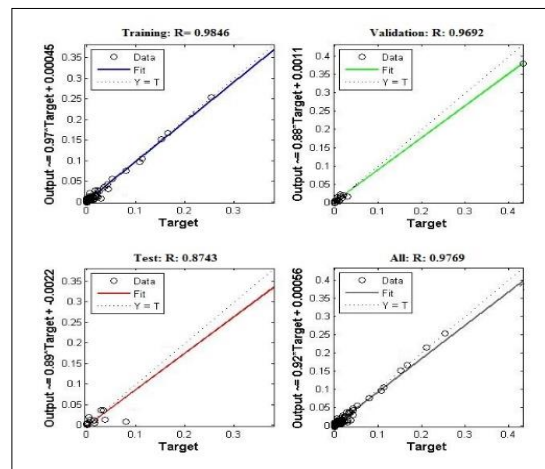 Training: R= 0.9846
Output ~= 0.97*Target + 0.00045
0.35
0.3
0.25
0.2
0.15
0.1
0.05
0
Data
Fit
Y = T
0 0.1 0.2 0.3
Target
Validation: R: 0.9692
Output ~= 0.88*Target + 0.0011
0.4
0.35
0.3
0.25
0.2
0.15
0.1
0.05
0
Data
Fit
Y = T
0 0.1 0.2 0.3 0.4
Target
Test: R: 0.8743
Output ~= 0.89*Target + -0.0022
0.35
0.3
0.25
0.2
0.15
0.1
0.05
0
Data
Fit
Y = T
0 0.1 0.2 0.3
Target
All: R: 0.9769
Output ~= 0.92*Target + 0.00056
0.4
0.35
0.3
0.25
0.2
0.15
0.1
0.05
0
Data
Fit
Y = T
0 0.1 0.2 0.3 0.4
Target